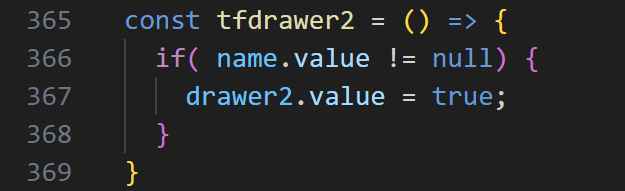 365 const tfdrawer2 = () => {
366 if( name.value != null) {
367 drawer2.value = true;
368 }
369 }